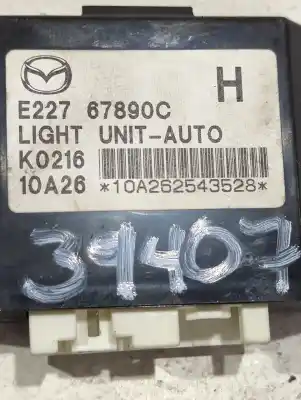 H
E227 67890C
LIGHT UNIT-AUTO
K0216
10A26 *10A262543528*
39407